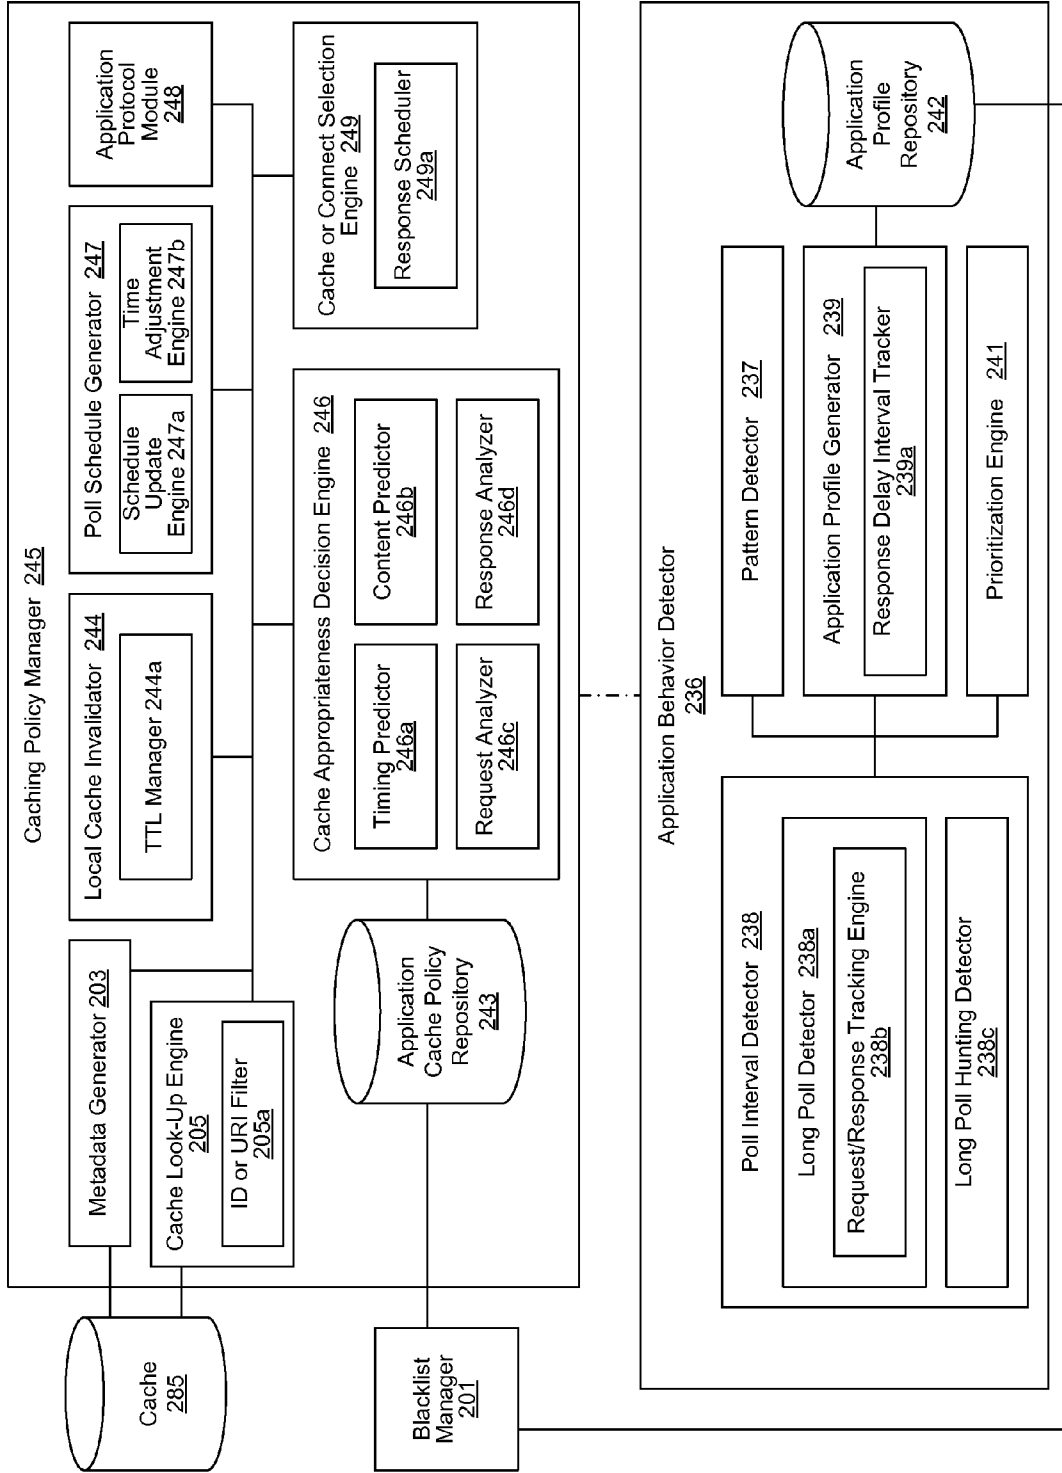 Caching Policy Manager 245
Cache
285
Metadata Generator 203
Cache Look-Up Engine
205
ID or URI Filter
205a
Local Cache Invalidator 244
TTL Manager 244a
Poll Schedule Generator 247
Schedule
Update
Engine 247a
Time
Adjustment
Engine 247b
Application
Protocol
Module
248
Blacklist
Manager
201
Application
Cache Policy
Repository
243
Cache Appropriateness Decision Engine 246
Timing Predictor
246a
Content Predictor
246b
Request Analyzer
246c
Response Analyzer
246d
Cache or Connect Selection
Engine 249
Response Scheduler
249a
Application Behavior Detector
236
Poll Interval Detector 238
Long Poll Detector 238a
Request/Response Tracking Engine
238b
Long Poll Hunting Detector
238c
Pattern Detector 237
Application Profile Generator 239
Response Delay Interval Tracker
239a
Prioritization Engine 241
Application
Profile
Repository
242